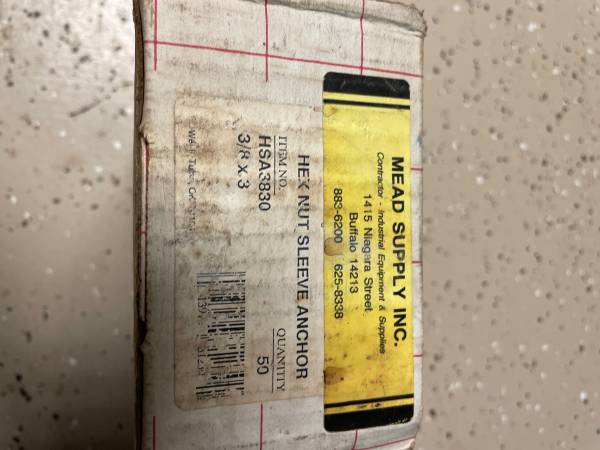 MEAD SUPPLY INC.
Contractor - Industrial Equipment & Supplies
1415 Niagara Street
Buffalo 14213
883-6200 625-8338
HEX NUT SLEEVE ANCHOR
ITEM NO.
QUANTITY
HSA3830
50
3/8 X 3